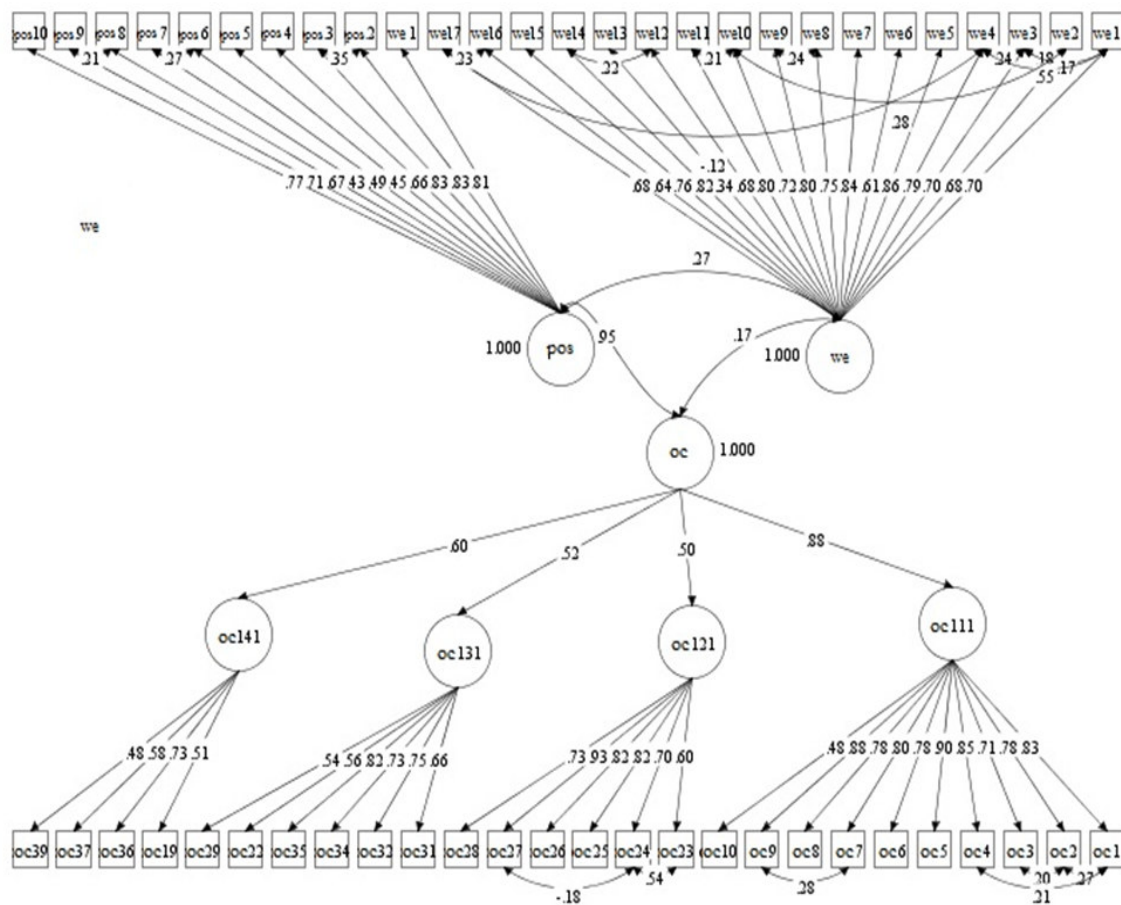 pos10 pos9 pos8 pos7 pos6 pos5 pos4 pos3 pos2 we1 we17 we16 we15 we14 we13 we12 we11 we10 we9 we8 we7 we6 we5 we4 we3 we2 we1
.21 .27 .35 .23 .22 .21 .24 .34 .18 .17
.55
.28
-.12
.77 .71 .67 .43 .49 .45 .66 .83 .83 .81 .68 .64 .76 .82 .34 .68 .80 .72 .80 .75 .84 .61 .86 .79 .70 .68 .70
we
.27
1.000 pos .95 .17 1.000 we
oc 1.000
.60 .52 .50 .88
oc141 oc131 oc121 oc111
.48 .58 .73 .51 .54 .56 .82 .73 .75 .66 .73 .93 .82 .82 .70 .60 .48 .88 .78 .80 .78 .90 .85 .71 .78 .83
oc39 oc37 oc36 oc19 oc29 oc22 oc35 oc34 oc32 oc31 oc28 oc27 oc26 oc25 oc24 oc23 oc10 oc9 oc8 oc7 oc6 oc5 oc4 oc3 oc2 oc1
.54 .28 .20 .27
-.18 .21